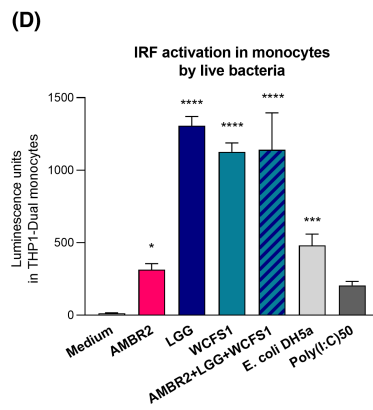 (D)
IRF activation in monocytes
by live bacteria
Luminescence units
in THP1-Dual monocytes
1500
1000
500
0
*
****
****
****
***
Medium
AMBR2
LGG
WCFS1
AMBR2+LGG+WCFS1
E. coli DH5a
Poly(I:C)50